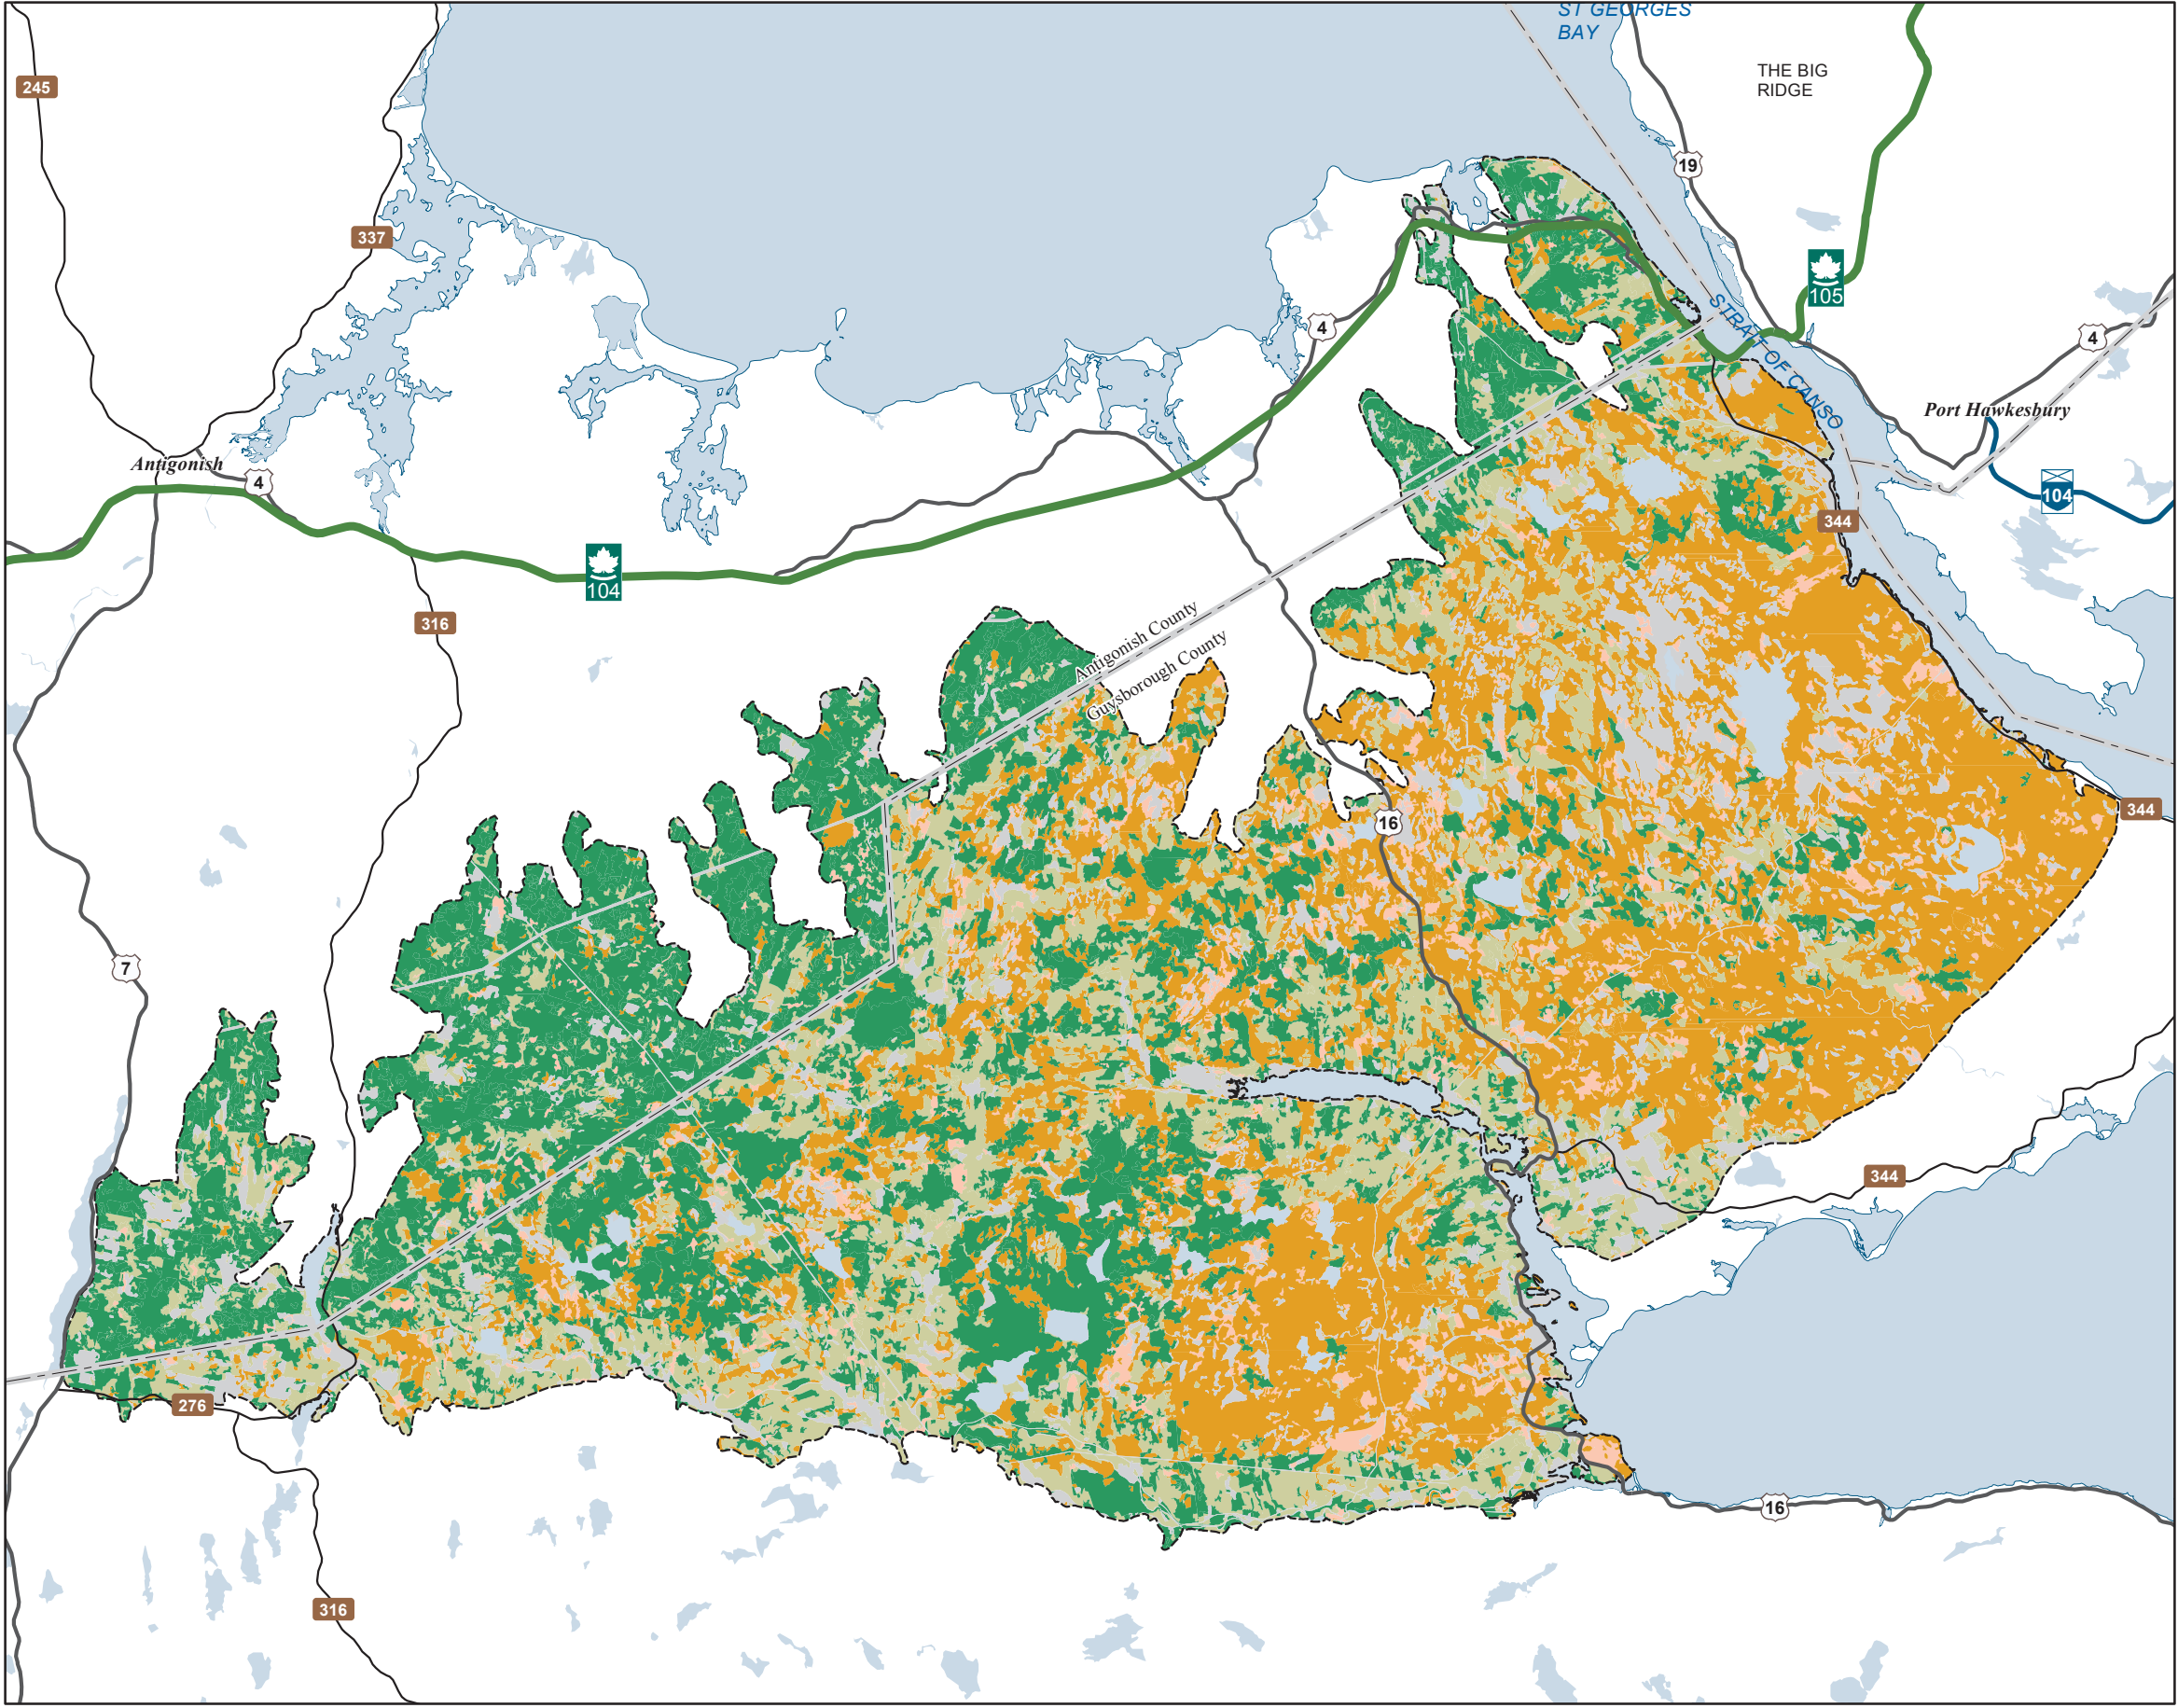 ST GEORGES
BAY
THE BIG
RIDGE
245
19
337
105
STRAIT OF CANSO
4
4
Port Hawkesbury
Antigonish
4
104
344
104
316
Antigonish County
Guysborough County
344
16
7
344
276
16
316